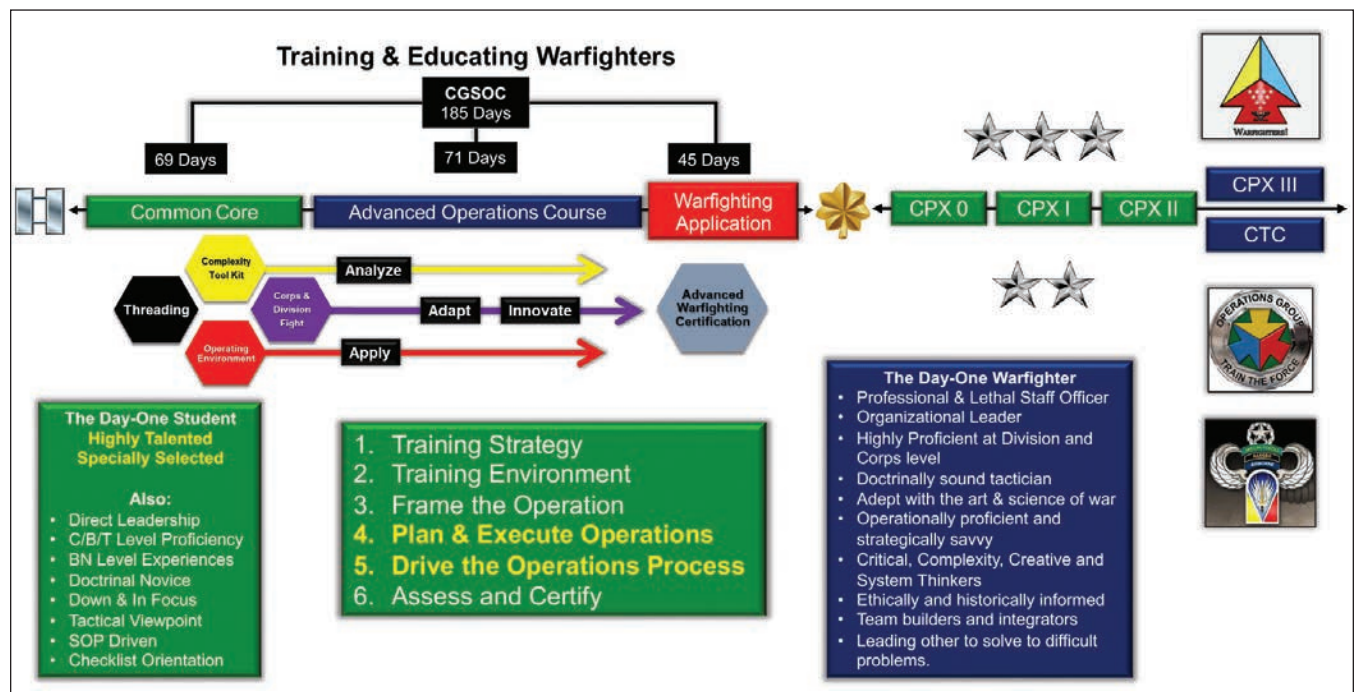 Training & Educating Warfighters
CGSOC
185 Days
69 Days
71 Days
45 Days
Common Core
Advanced Operations Course
Warfighting
Application
CPX 0
CPX I
CPX II
CPX III
CTC
WARFIGHTERS!
Threading
Complexity
Tool Kit
Corps &
Division
Fight
Operating
Environment
Analyze
Adapt
Innovate
Apply
Advanced
Warfighting
Certification
OPERATIONS GROUP
TRAIN THE FORCE
The Day-One Student
Highly Talented
Specially Selected
Also:
• Direct Leadership
• C/B/T Level Proficiency
• BN Level Experiences
• Doctrinal Novice
• Down & In Focus
• Tactical Viewpoint
• SOP Driven
• Checklist Orientation
1. Training Strategy
2. Training Environment
3. Frame the Operation
4. Plan & Execute Operations
5. Drive the Operations Process
6. Assess and Certify
The Day-One Warfighter
• Professional & Lethal Staff Officer
• Organizational Leader
• Highly Proficient at Division and
Corps level
• Doctrinally sound tactician
• Adept with the art & science of war
• Operationally proficient and
strategically savvy
• Critical, Complexity, Creative and
System Thinkers
• Ethically and historically informed
• Team builders and integrators
• Leading other to solve to difficult
problems.